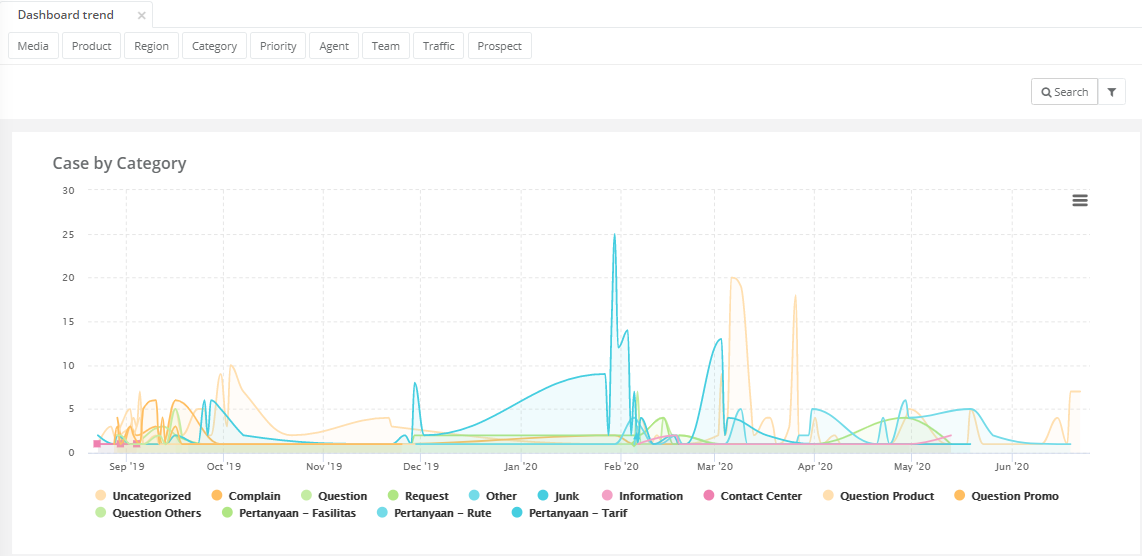 Dashboard trend ×
Media Product Region Category Priority Agent Team Traffic Prospect
Search
Case by Category
30
25
20
15
10
5
0
Sep '19 Oct '19 Nov '19 Dec '19 Jan '20 Feb '20 Mar '20 Apr '20 May '20 Jun '20
Uncategorized Complain Question Request Other Junk Information Contact Center Question Product Question Promo
Question Others Pertanyaan – Fasilitas Pertanyaan – Rute Pertanyaan – Tarif